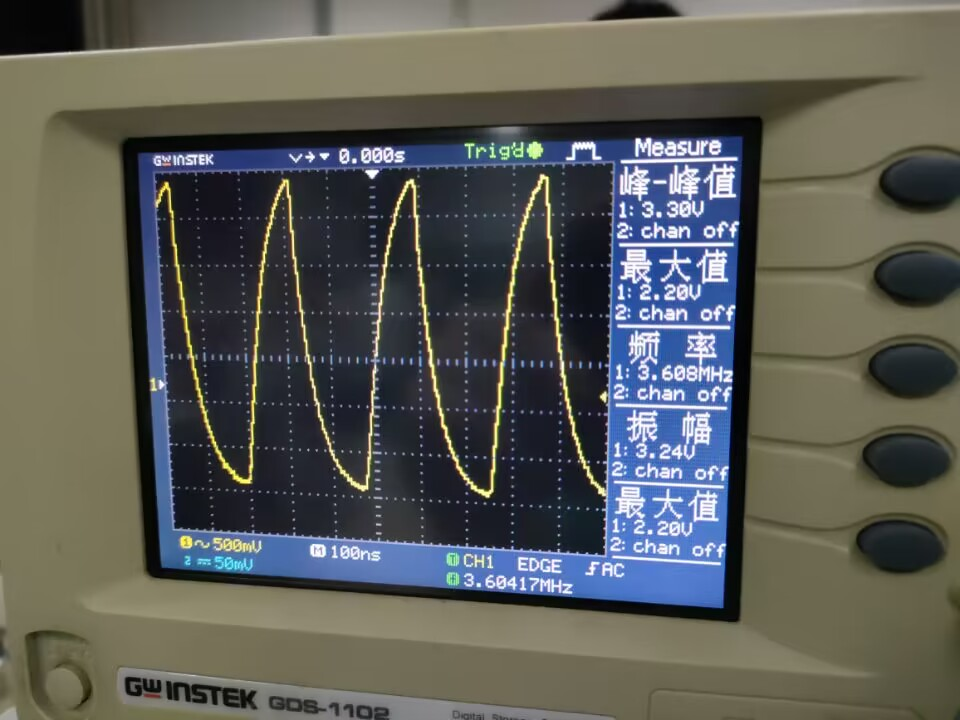 GW INSTEK
0.000s
Trig'd
Measure
峰-峰值
1: 3.30V
2: chan off
最大值
1: 2.20V
2: chan off
频 率
1: 3.608MHz
2: chan off
振 幅
1: 3.24V
2: chan off
最大值
1: 2.20V
2: chan off
1
1 ~ 500mV
M 100ns
T CH1 EDGE AC
2 50mV
3.60417MHz
GW INSTEK GDS-1102
Digital